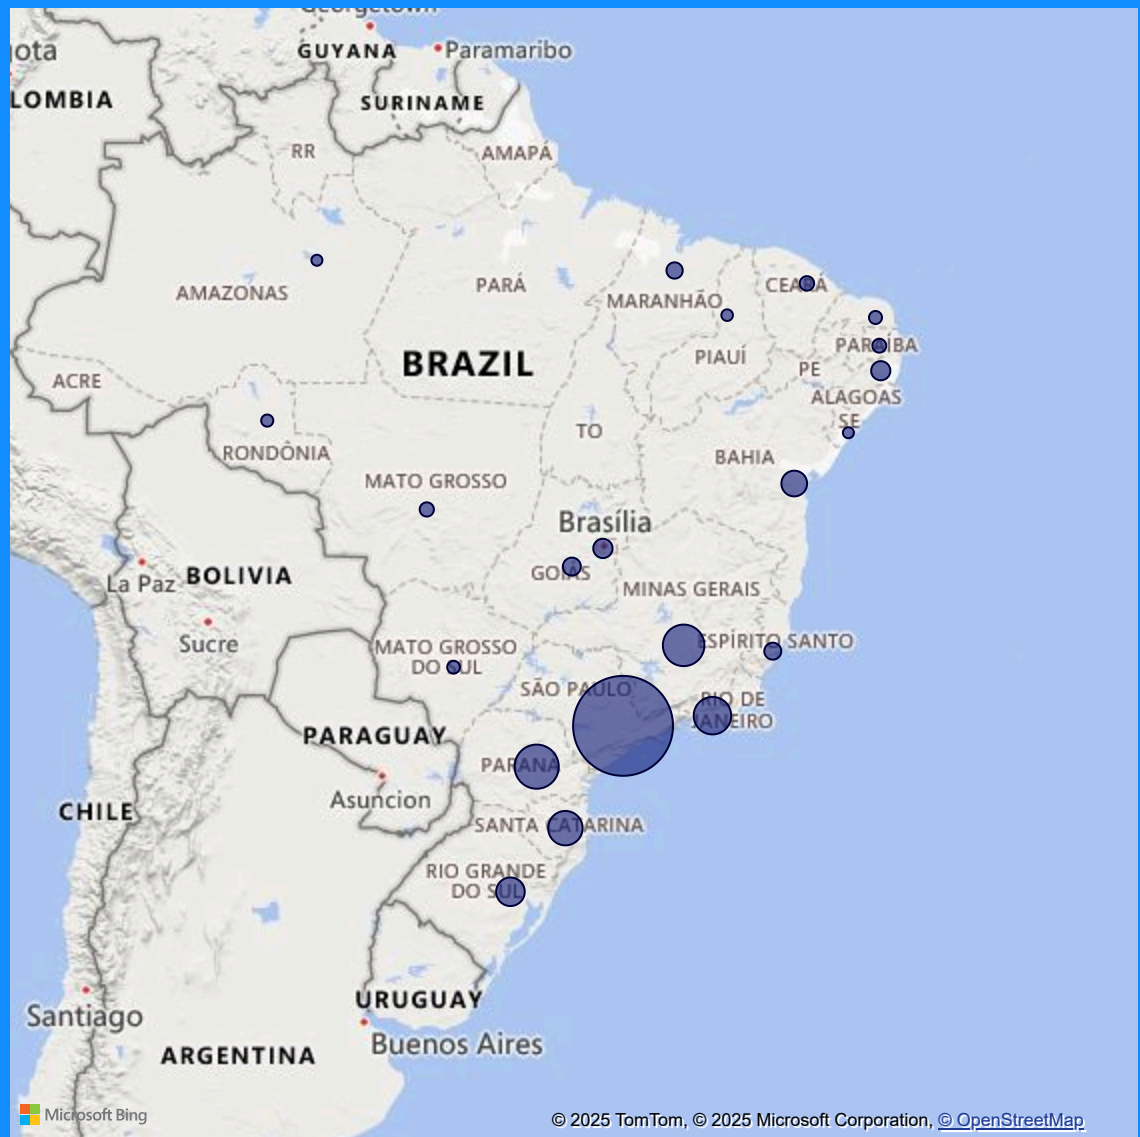 Georgetown
GUYANA
Paramaribo
SURINAME
LOMBIA
RR
AMAPÁ
AMAZONAS
PARÁ
MARANHÃO
CEARÁ
PARAÍBA
PIAUÍ
PE
BRAZIL
ACRE
ALAGOAS
SE
TO
RONDÔNIA
BAHIA
MATO GROSSO
Brasília
GOIÁS
MINAS GERAIS
La Paz
BOLIVIA
Sucre
MATO GROSSO
DO SUL
ESPÍRITO SANTO
SÃO PAULO
RIO DE
JANEIRO
PARAGUAY
PARANÁ
Asuncion
CHILE
SANTA CATARINA
RIO GRANDE
DO SUL
URUGUAY
Santiago
Buenos Aires
ARGENTINA
Microsoft Bing
© 2025 TomTom, © 2025 Microsoft Corporation, © OpenStreetMap